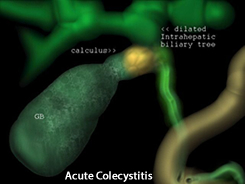 << dilated
Intrahepatic
biliary tree
calculus>>
GB
Acute Colecystitis